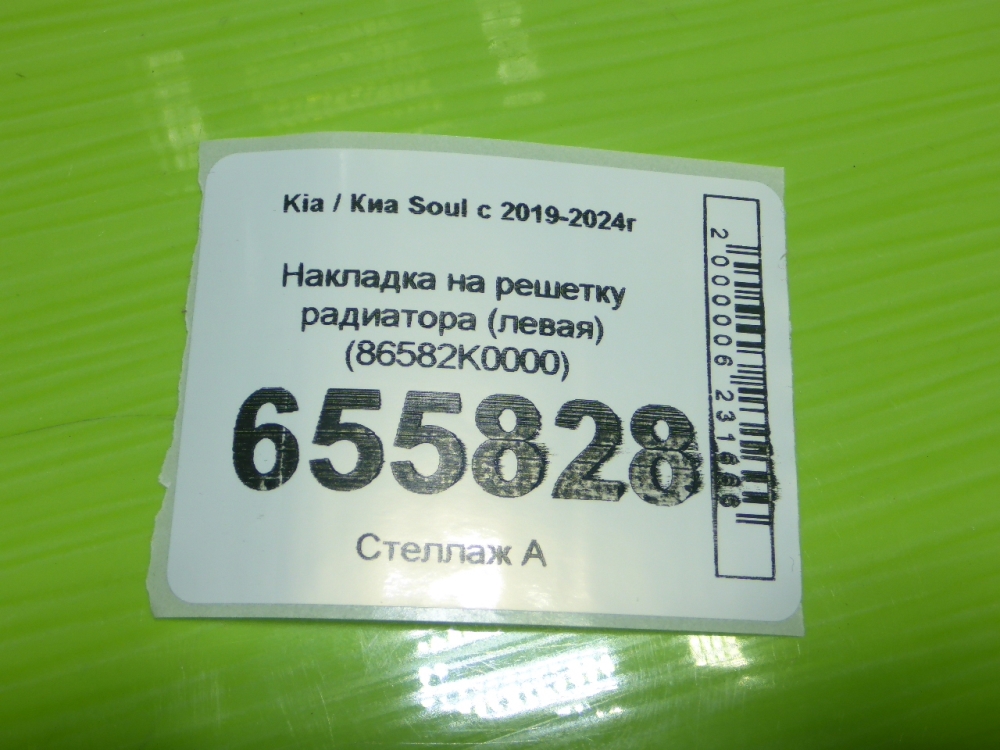 Kia / Киа Soul с 2019-2024г
Накладка на решетку
радиатора (левая)
(86582K0000)
655828
Стеллаж А